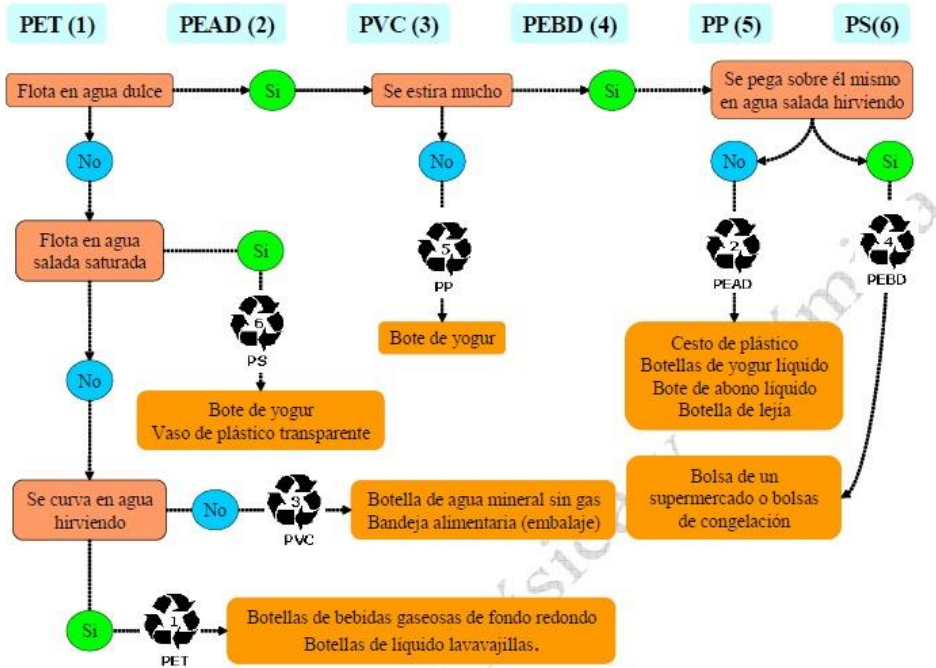 PET (1) PEAD (2) PVC (3) PEBD (4) PP (5) PS(6)
Flota en agua dulce
Si
Se estira mucho
Si
Se pega sobre él mismo
en agua salada hirviendo
No
No
No
Si
Flota en agua
salada saturada
Si
5
PP
2
PEAD
4
PEBD
6
PS
Bote de yogur
Cesto de plástico
Botellas de yogur líquido
Bote de abono líquido
Botella de lejía
No
Bote de yogur
Vaso de plástico transparente
Se curva en agua
hirviendo
No
3
PVC
Botella de agua mineral sin gas
Bandeja alimentaria (embalaje)
Bolsa de un
supermercado o bolsas
de congelación
Si
1
PET
Botellas de bebidas gaseosas de fondo redondo
Botellas de líquido lavavajillas.